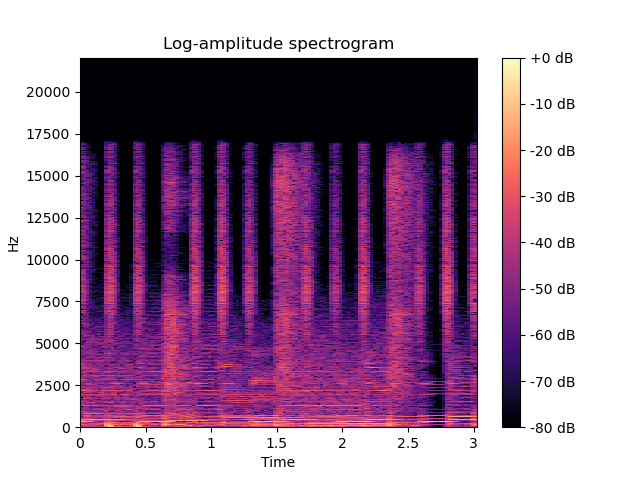 Log-amplitude spectrogram
Hz
20000
17500
15000
12500
10000
7500
5000
2500
0
0 0.5 1 1.5 2 2.5 3
Time
+0 dB
-10 dB
-20 dB
-30 dB
-40 dB
-50 dB
-60 dB
-70 dB
-80 dB